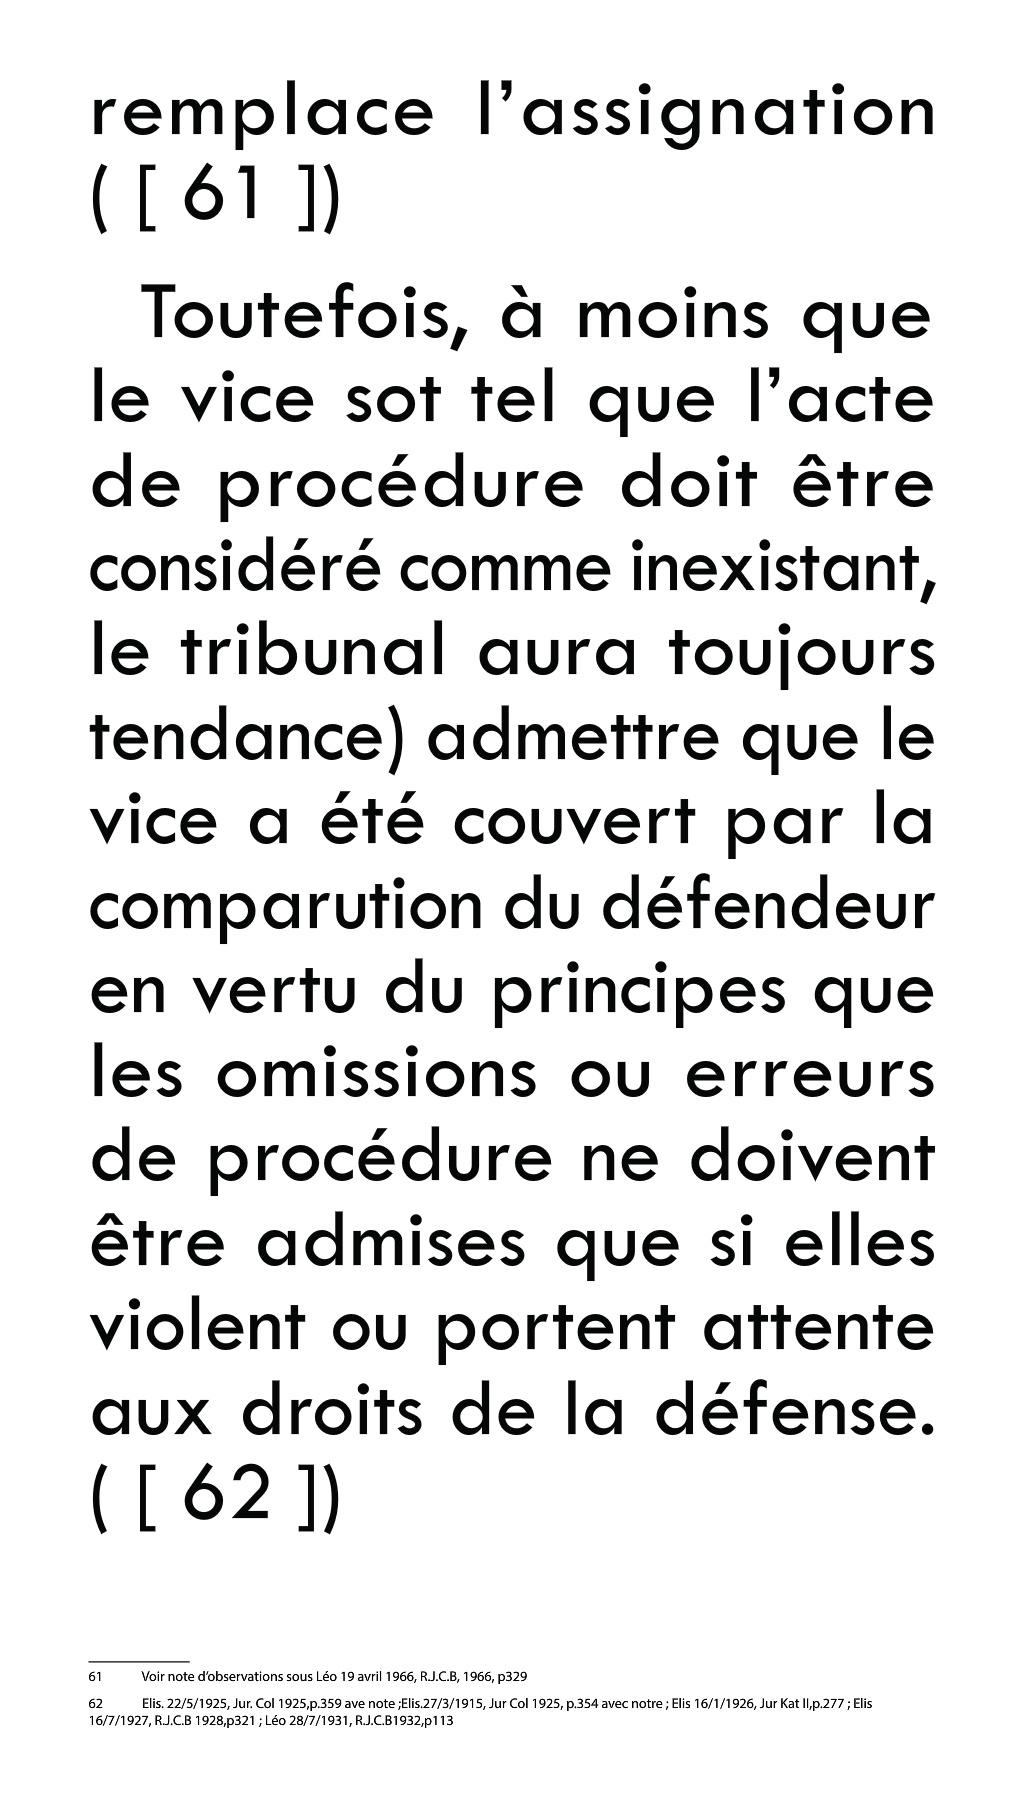 remplace l’assignation
( [ 61 ])
Toutefois, à moins que
le vice sot tel que l’acte
de procédure doit être
considéré comme inexistant,
le tribunal aura toujours
tendance) admettre que le
vice a été couvert par la
comparution du défendeur
en vertu du principes que
les omissions ou erreurs
de procédure ne doivent
être admises que si elles
violent ou portent attente
aux droits de la défense.
( [ 62 ])
61 Voir note d’observations sous Léo 19 avril 1966, R.J.C.B, 1966, p329
62 Elis. 22/5/1925, Jur. Col 1925,p.359 ave note ;Elis.27/3/1915, Jur Col 1925, p.354 avec notre ; Elis 16/1/1926, Jur Kat II,p.277 ; Elis
16/7/1927, R.J.C.B 1928,p321 ; Léo 28/7/1931, R.J.C.B1932,p113